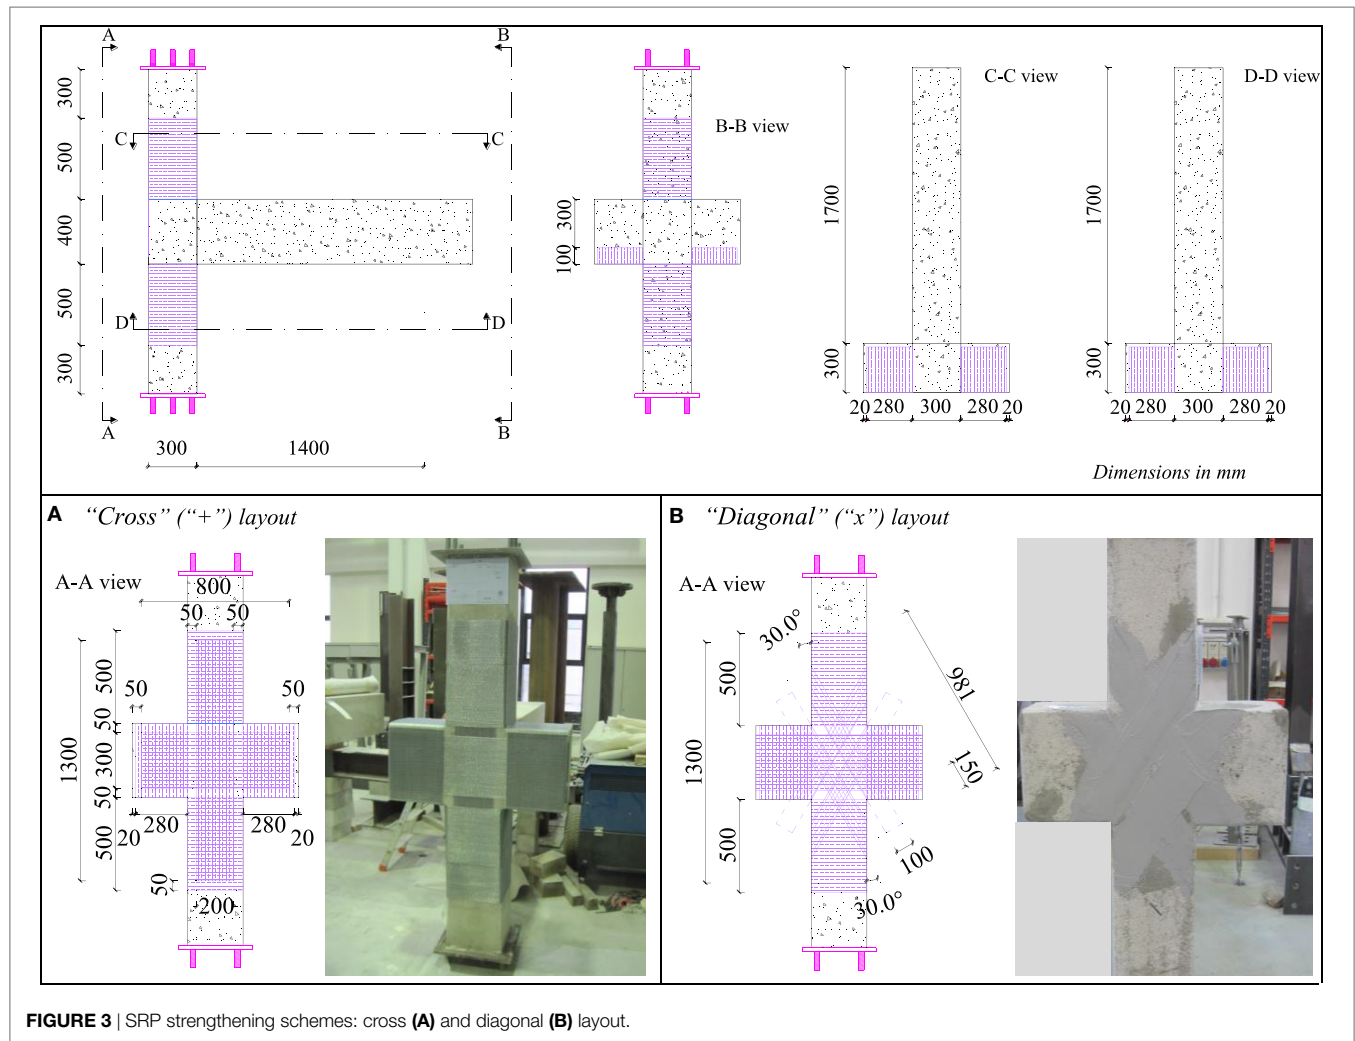 A
B
C-C view
D-D view
B-B view
300
500
400
500
300
C
C
D
D
A
B
300
1400
300
100
1700
300
20 280 300 280 20
1700
300
20 280 300 280 20
Dimensions in mm
A “Cross” (“+”) layout
A-A view
800
50 50
500
50
50
50
300
1300
50
280
280
20
20
500
50
200
B “Diagonal” (“x”) layout
A-A view
30.0°
500
981
1300
150
500
100
30.0°
FIGURE 3 | SRP strengthening schemes: cross (A) and diagonal (B) layout.